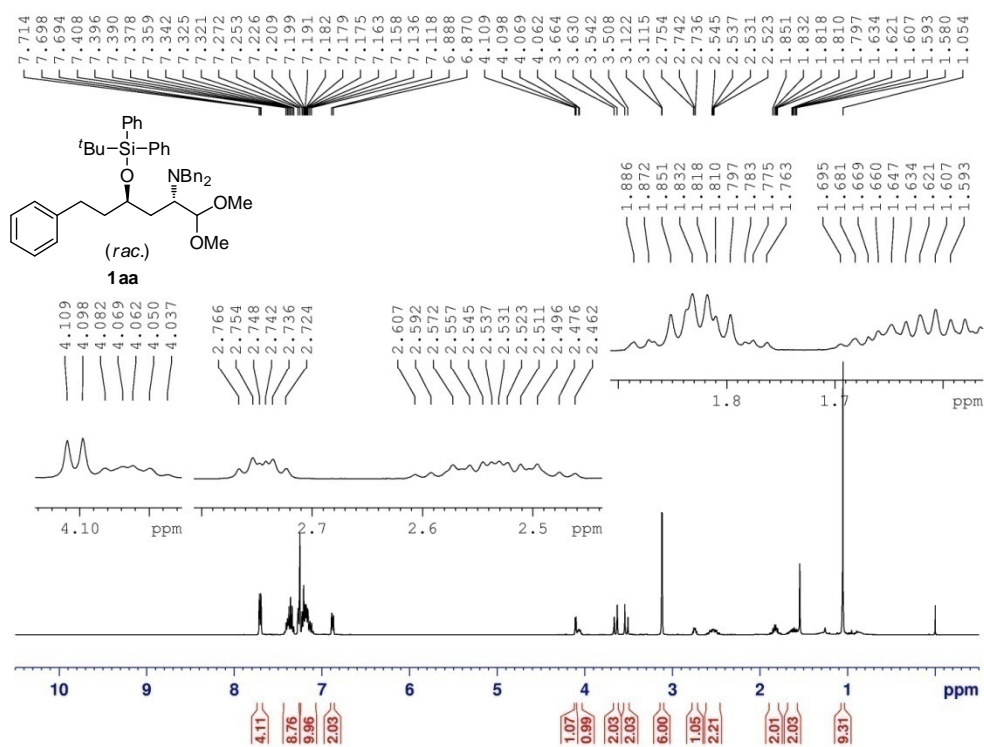 7.714 7.698 7.694 7.408 7.396 7.390 7.378 7.359 7.342 7.325 7.321 7.272 7.253 7.226 7.209 7.199 7.191 7.182 7.179 7.175 7.163 7.158 7.136 7.118 6.888 6.870 4.109 4.098 4.069 4.062 3.664 3.630 3.542 3.508 3.122 3.115 2.754 2.742 2.736 2.545 2.537 2.531 2.523 1.851 1.832 1.818 1.810 1.797 1.634 1.621 1.607 1.593 1.580 1.054
Ph
tBu Si Ph
O NBn2
OMe
OMe
(rac.)
1aa
1.886 1.872 1.851 1.832 1.818 1.810 1.797 1.783 1.775 1.763 1.695 1.681 1.669 1.660 1.647 1.634 1.621 1.607 1.593
4.109 4.098 4.082 4.069 4.062 4.050 4.037
2.766 2.754 2.748 2.742 2.736 2.724
2.607 2.592 2.572 2.557 2.545 2.537 2.531 2.523 2.511 2.496 2.476 2.462
1.8 1.7 ppm
4.10 ppm
2.7 2.6 2.5 ppm
10 9 8 7 6 5 4 3 2 1 ppm
4.11 8.76 9.96 2.03 1.07 0.99 2.03 2.03 6.00 1.05 2.21 2.01 2.03 9.31